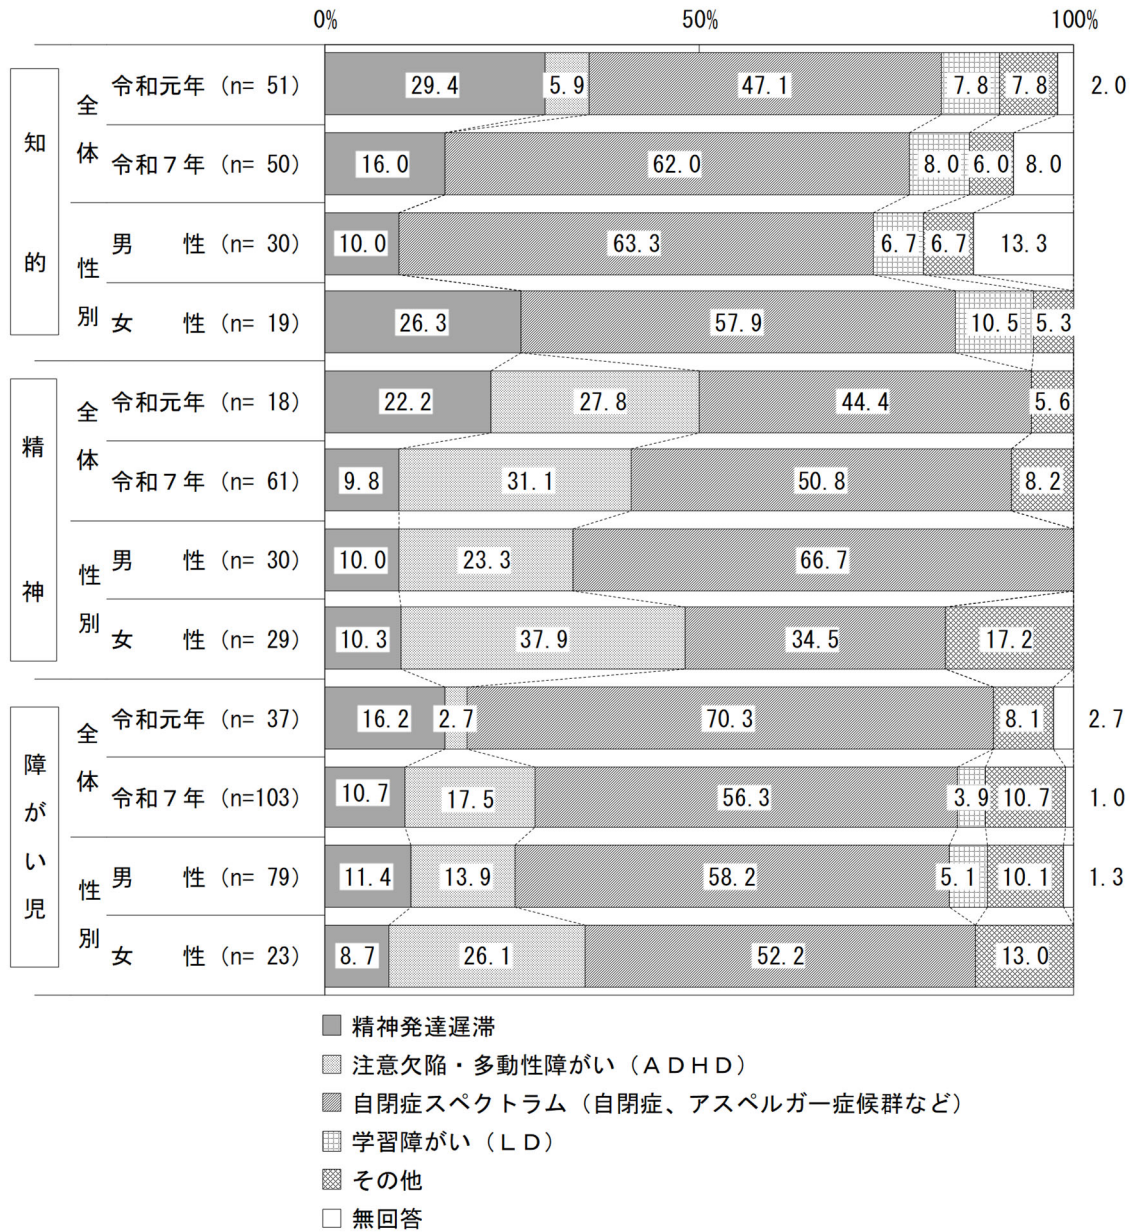 0% 50% 100%
知的
全体
令和元年 (n= 51) 29.4 5.9 47.1 7.8 7.8 2.0
令和７年 (n= 50) 16.0 62.0 8.0 6.0 8.0
性別
男 性 (n= 30) 10.0 63.3 6.7 6.7 13.3
女 性 (n= 19) 26.3 57.9 10.5 5.3
精神
全体
令和元年 (n= 18) 22.2 27.8 44.4 5.6
令和７年 (n= 61) 9.8 31.1 50.8 8.2
性別
男 性 (n= 30) 10.0 23.3 66.7
女 性 (n= 29) 10.3 37.9 34.5 17.2
障がい児
全体
令和元年 (n= 37) 16.2 2.7 70.3 8.1 2.7
令和７年 (n=103) 10.7 17.5 56.3 3.9 10.7 1.0
性別
男 性 (n= 79) 11.4 13.9 58.2 5.1 10.1 1.3
女 性 (n= 23) 8.7 26.1 52.2 13.0
精神発達遅滞
注意欠陥・多動性障がい（ＡＤＨＤ）
自閉症スペクトラム（自閉症、アスペルガー症候群など）
学習障がい（ＬＤ）
その他
無回答